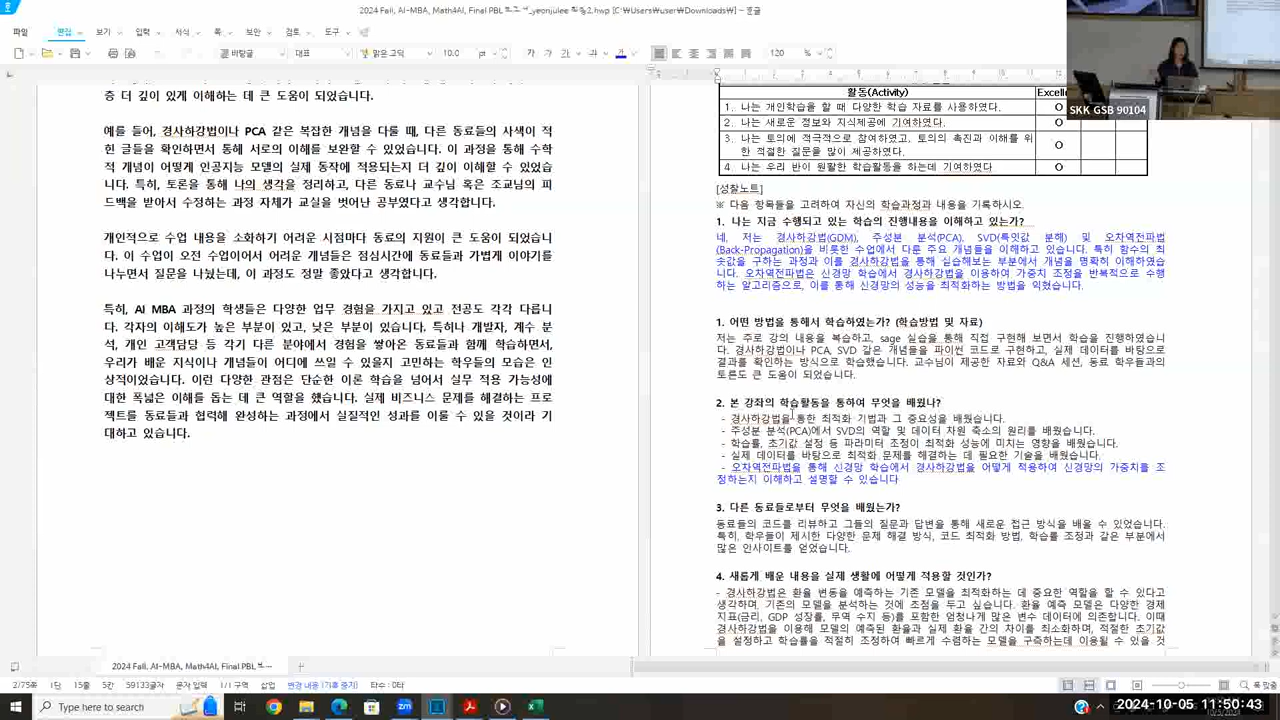 2024 Fall, AI-MBA, Math4AI, Final PBL
yeonjulee
2.hwp [C:₩Users₩user₩Downloads₩] - 한글
파일 편집 보기 입력 서식 쪽 보안 검토 도구
바탕글 대표 맑은 고딕 10.0 pt 가 가 가 가 120 %
SKK GSB 90104
층 더 깊이 있게 이해하는 데 큰 도움이 되었습니다.
예를 들어, 경사하강법이나 PCA 같은 복잡한 개념을 다룰 때, 다른 동료들의 사색이 적
힌 글들을 확인하면서 통해 서로의 이해를 보완할 수 있었습니다. 이 과정을 통해 수학
적 개념이 어떻게 인공지능 모델의 실제 동작에 적용되는지 더 깊이 이해할 수 있었습
니다. 특히, 토론을 통해 나의 생각을 정리하고, 다른 동료나 교수님 혹은 조교님의 피
드백을 받아서 수정하는 과정 자체가 교실을 벗어난 공부였다고 생각합니다.
개인적으로 수업 내용을 소화하기 어려운 시점마다 동료의 지원이 큰 도움이 되었습니
다. 이 수업이 오전 수업이어서 어려운 개념들은 점심시간에 동료들과 가볍게 이야기를
나누면서 질문을 나눴는데, 이 과정도 정말 좋았다고 생각합니다.
특히, AI MBA 과정의 학생들은 다양한 업무 경험을 가지고 있고 전공도 각각 다릅니
다. 각자의 이해도가 높은 부분이 있고, 낮은 부분이 있습니다. 특히나 개발자, 계수 분
석, 개인 고객담당 등 각기 다른 분야에서 경험을 쌓아온 동료들과 함께 학습하면서,
우리가 배운 지식이나 개념들이 어디에 쓰일 수 있을지 고민하는 학우들의 모습은 인
상적이었습니다. 이런 다양한 관점은 단순한 이론 학습을 넘어서 실무 적용 가능성에
대한 폭넓은 이해를 돕는 데 큰 역할을 했습니다. 실제 비즈니스 문제를 해결하는 프로
젝트를 동료들과 협력해 완성하는 과정에서 실질적인 성과를 이룰 수 있을 것이라 기
대하고 있습니다.
활동(Activity) Excelle
1. 나는 개인학습을 할 때 다양한 학습 자료를 사용하였다. O
2. 나는 새로운 정보와 지식제공에 기여하였다. O
3. 나는 토의에 적극적으로 참여하였고, 토의의 촉진과 이해를 위
한 적절한 질문을 많이 제공하였다. O
4. 나는 우리 반이 원활한 학습활동을 하는데 기여하였다 O
[성찰노트]
※ 다음 항목들을 고려하여 자신의 학습과정과 내용을 기록하시오.
1. 나는 지금 수행되고 있는 학습의 진행내용을 이해하고 있는가?
네, 저는 경사하강법(GDM), 주성분 분석(PCA), SVD(특잇값 분해) 및 오차역전파법
(Back-Propagation)을 비롯한 수업에서 다룬 주요 개념들을 이해하고 있습니다. 특히 함수의 최
솟값을 구하는 과정과 이를 경사하강법을 통해 실습해보는 부분에서 개념을 명확히 이해하였습
니다. 오차역전파법은 신경망 학습에서 경사하강법을 이용하여 가중치 조정을 반복적으로 수행
하는 알고리즘으로, 이를 통해 신경망의 성능을 최적화하는 방법을 익혔습니다.
1. 어떤 방법을 통해서 학습하였는가? (학습방법 및 자료)
저는 주로 강의 내용을 복습하고, sage 실습을 통해 직접 구현해 보면서 학습을 진행하였습니
다. 경사하강법이나 PCA, SVD 같은 개념들을 파이썬 코드로 구현하고, 실제 데이터를 바탕으로
결과를 확인하는 방식으로 학습했습니다. 교수님이 제공한 자료와 Q&A 세션, 동료 학우들과의
토론도 큰 도움이 되었습니다.
2. 본 강좌의 학습활동을 통하여 무엇을 배웠나?
- 경사하강법을 통한 최적화 기법과 그 중요성을 배웠습니다.
- 주성분 분석(PCA)에서 SVD의 역할 및 데이터 차원 축소의 원리를 배웠습니다.
- 학습률, 초기값 설정 등 파라미터 조정이 최적화 성능에 미치는 영향을 배웠습니다.
- 실제 데이터를 바탕으로 최적화 문제를 해결하는 데 필요한 기술을 배웠습니다.
- 오차역전파법을 통해 신경망 학습에서 경사하강법을 어떻게 적용하여 신경망의 가중치를 조
정하는지 이해하고 설명할 수 있습니다
3. 다른 동료들로부터 무엇을 배웠는가?
동료들의 코드를 리뷰하고 그들의 질문과 답변을 통해 새로운 접근 방식을 배울 수 있었습니다.
특히, 학우들이 제시한 다양한 문제 해결 방식, 코드 최적화 방법, 학습률 조정과 같은 부분에서
많은 인사이트를 얻었습니다.
4. 새롭게 배운 내용을 실제 생활에 어떻게 적용할 것인가?
- 경사하강법은 환율 변동을 예측하는 기존 모델을 최적화하는 데 중요한 역할을 할 수 있다고
생각하며, 기존의 모델을 분석하는 것에 초점을 두고 싶습니다. 환율 예측 모델은 다양한 경제
지표(금리, GDP 성장률, 무역 수지 등)를 포함한 엄청나게 많은 변수 데이터에 의존합니다. 이때
경사하강법을 이용해 모델의 예측된 환율과 실제 환율 간의 차이를 최소화하며, 적절한 초기값
을 설정하고 학습률을 적절히 조정하여 빠르게 수렴하는 모델을 구축하는데 이용될 수 있을 것
2024 Fall, AI-MBA, Math4AI, Final PBL
2/75쪽 1단 15줄 5칸 59133글자 문자 입력 1/1 구역 삽입 변경 내용 [기록 중지] 타수 : 0타
폭 맞춤
Type here to search
2024-10-05 11:50:43